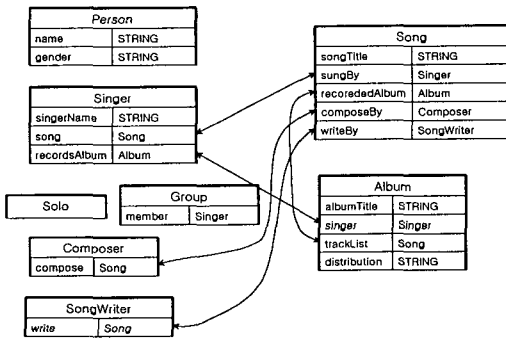 Person
name STRING
gender STRING
Singer
singerName STRING
song Song
recordsAlbum Album
Solo
Group
member Singer
Composer
compose Song
SongWriter
write Song
Song
songTitle STRING
sungBy Singer
recorededAlbum Album
composeBy Composer
writeBy SongWriter
Album
albumTitle STRING
singer Singer
trackList Song
distribution STRING